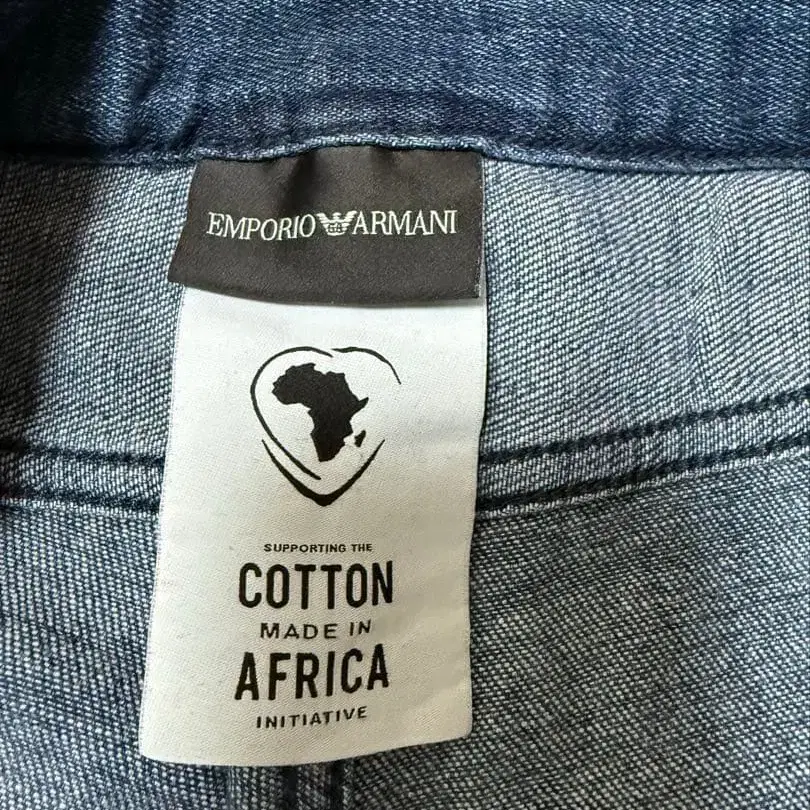 EMPORIO ARMANI
SUPPORTING THE
COTTON
MADE IN
AFRICA
INITIATIVE